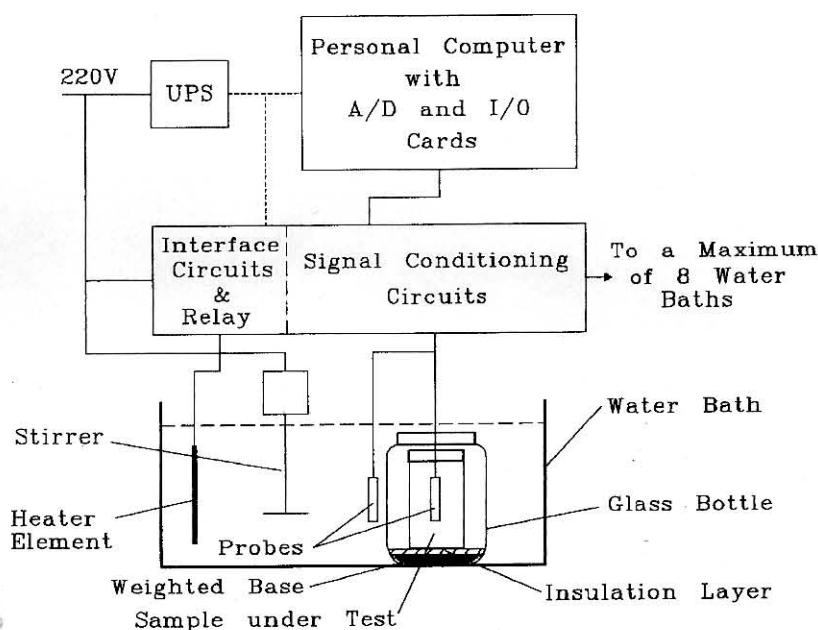 Personal Computer
with
A/D and I/O
Cards
220V
UPS
Interface
Circuits
&
Relay
Signal Conditioning
Circuits
To a Maximum
of 8 Water
Baths
Water Bath
Stirrer
Glass Bottle
Heater
Element
Probes
Weighted Base
Insulation Layer
Sample under Test